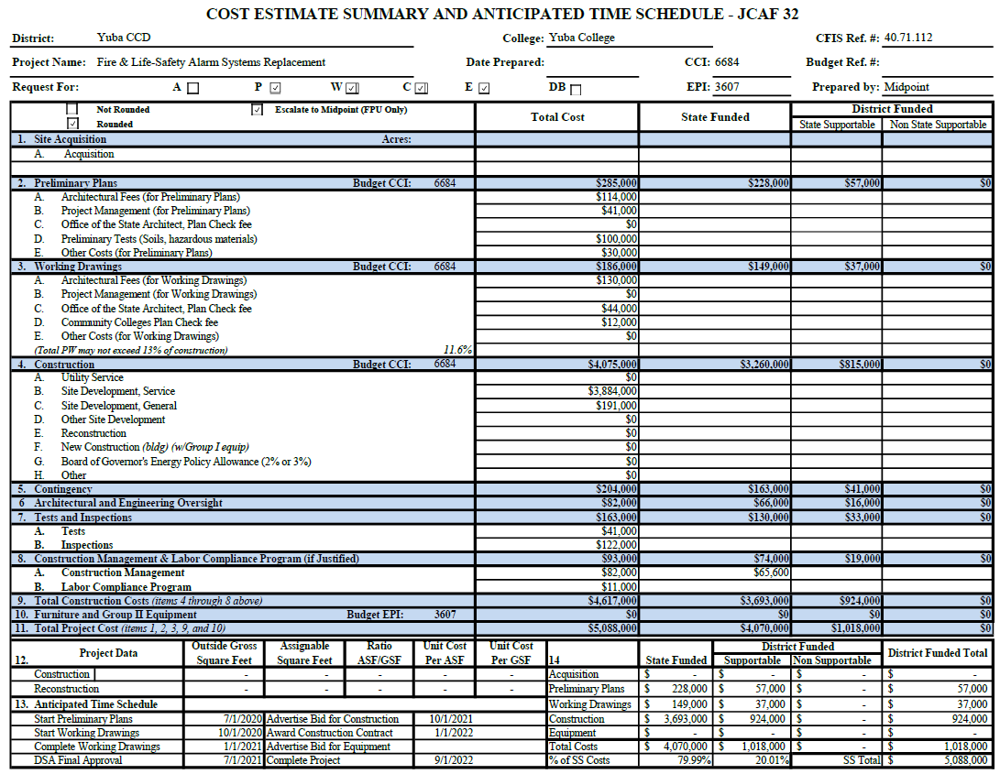 COST ESTIMATE SUMMARY AND ANTICIPATED TIME SCHEDULE - JCAF 32
District: Yuba CCD College: Yuba College CFIS Ref. #: 40.71.112
Project Name: Fire & Life-Safety Alarm Systems Replacement Date Prepared: CCI: 6684 Budget Ref. #:
Request For: A P W C E DB EPI: 3607 Prepared by: Midpoint
Not Rounded Escalate to Midpoint (FPU Only) Total Cost State Funded District Funded
Rounded State Supportable Non State Supportable
1. Site Acquisition Acres:
A. Acquisition
2. Preliminary Plans Budget CCI: 6684 $285,000 $228,000 $57,000 $0
A. Architectural Fees (for Preliminary Plans) $114,000
B. Project Management (for Preliminary Plans) $41,000
C. Office of the State Architect, Plan Check fee $0
D. Preliminary Tests (Soils, hazardous materials) $100,000
E. Other Costs (for Preliminary Plans) $30,000
3. Working Drawings Budget CCI: 6684 $186,000 $149,000 $37,000 $0
A. Architectural Fees (for Working Drawings) $130,000
B. Project Management (for Working Drawings) $0
C. Office of the State Architect, Plan Check fee $44,000
D. Community Colleges Plan Check fee $12,000
E. Other Costs (for Working Drawings) $0
(Total PW may not exceed 13% of construction) 11.6%
4. Construction Budget CCI: 6684 $4,075,000 $3,260,000 $815,000 $0
A. Utility Service $0
B. Site Development, Service $3,884,000
C. Site Development, General $191,000
D. Other Site Development $0
E. Reconstruction $0
F. New Construction (bldg) (w/Group I equip) $0
G. Board of Governor's Energy Policy Allowance (2% or 3%) $0
H. Other $0
5. Contingency $204,000 $163,000 $41,000 $0
6 Architectural and Engineering Oversight $82,000 $66,000 $16,000 $0
7. Tests and Inspections $163,000 $130,000 $33,000 $0
A. Tests $41,000
B. Inspections $122,000
8. Construction Management & Labor Compliance Program (if Justified) $93,000 $74,000 $19,000 $0
A. Construction Management $82,000 $65,600
B. Labor Compliance Program $11,000
9. Total Construction Costs (items 4 through 8 above) $4,617,000 $3,693,000 $924,000 $0
10. Furniture and Group II Equipment Budget EPI: 3607 $0 $0 $0 $0
11. Total Project Cost (items 1, 2, 3, 9, and 10) $5,088,000 $4,070,000 $1,018,000 $0
12. Project Data Outside Gross Square Feet Assignable Square Feet Ratio ASF/GSF Unit Cost Per ASF Unit Cost Per GSF 14 State Funded District Funded Supportable Non Supportable District Funded Total
Construction - - - - - Acquisition $ - $ - $ - $ -
Reconstruction - - - - - Preliminary Plans $ 228,000 $ 57,000 $ - $ 57,000
13. Anticipated Time Schedule Working Drawings $ 149,000 $ 37,000 $ - $ 37,000
Start Preliminary Plans 7/1/2020 Advertise Bid for Construction 10/1/2021 Construction $ 3,693,000 $ 924,000 $ - $ 924,000
Start Working Drawings 10/1/2020 Award Construction Contract 1/1/2022 Equipment $ - $ - $ - $ -
Complete Working Drawings 1/1/2021 Advertise Bid for Equipment Total Costs $ 4,070,000 $ 1,018,000 $ - $ 1,018,000
DSA Final Approval 7/1/2021 Complete Project 9/1/2022 % of SS Costs 79.99% 20.01% SS Total $ 5,088,000